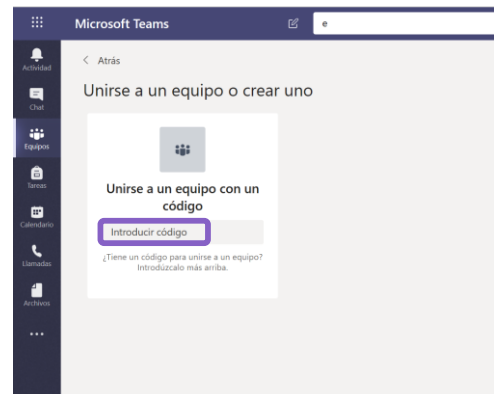 Microsoft Teams
e
Actividad
Chat
Equipos
Tareas
Calendario
Llamadas
Archivos
Atrás
Unirse a un equipo o crear uno
Unirse a un equipo con un
código
Introducir código
¿Tiene un código para unirse a un equipo?
Introdúzcalo más arriba.